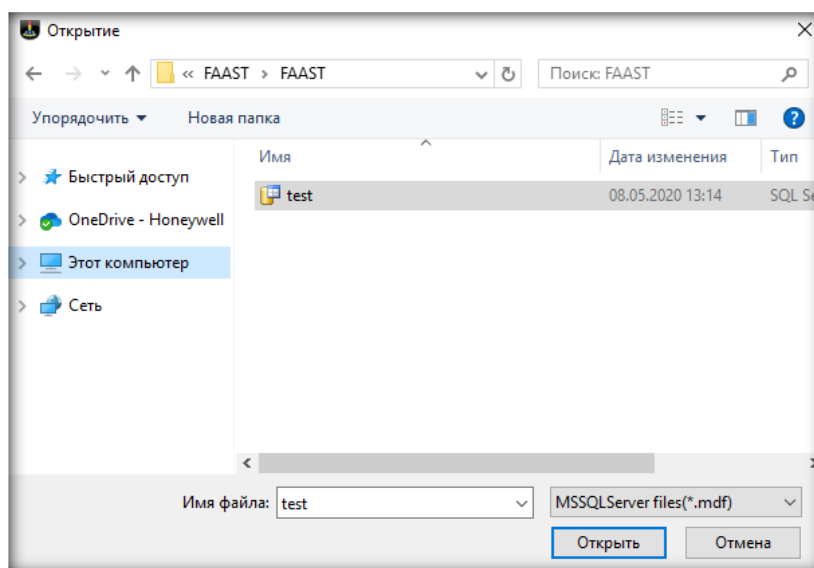 Открытие
« FAAST > FAAST
Поиск: FAAST
Упорядочить
Новая папка
Имя
Дата изменения
Тип
Быстрый доступ
OneDrive - Honeywell
Этот компьютер
Сеть
test
08.05.2020 13:14
SQL Se
Имя файла:
test
MSSQLServer files(*.mdf)
Открыть
Отмена